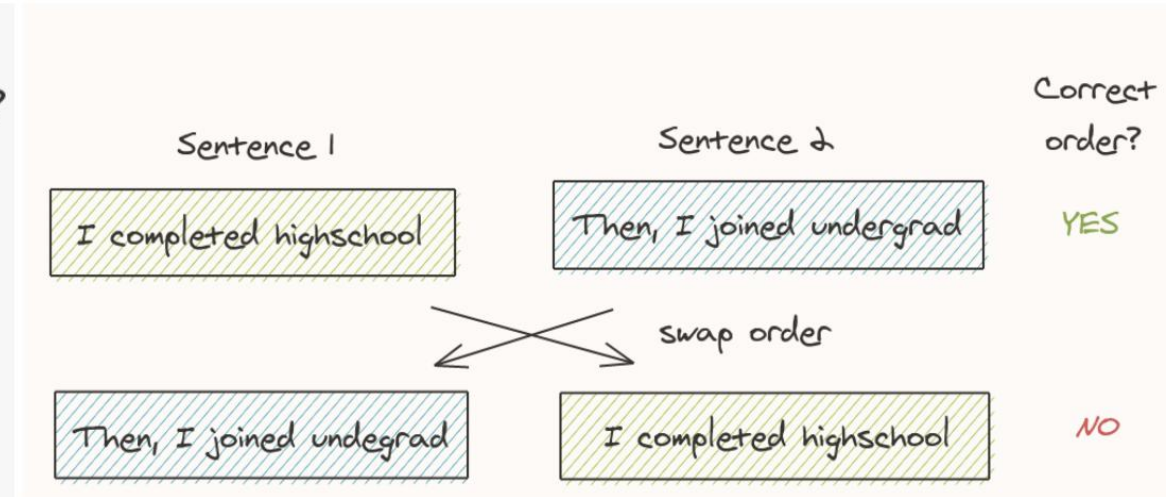 Correct
order?
Sentence 1
Sentence 2
I completed highschool
Then, I joined undergrad
YES
swap order
Then, I joined undegrad
I completed highschool
NO